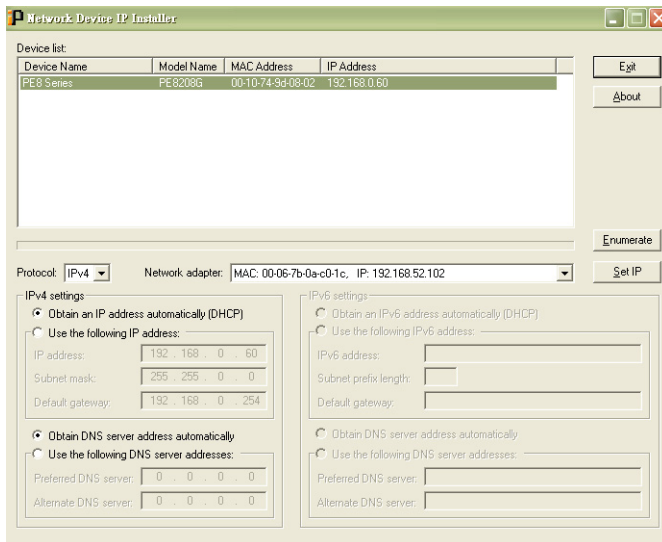 Network Device IP Installer
Device list:
Device Name Model Name MAC Address IP Address
PE8 Series PE8208G 00-10-74-9d-08-02 192.168.0.60
Exit
About
Enumerate
Protocol: IPv4 Network adapter: MAC: 00-06-7b-0a-c0-1c, IP: 192.168.52.102 Set IP
IPv4 settings
Obtain an IP address automatically (DHCP)
Use the following IP address:
IP address: 192 . 168 . 0 . 60
Subnet mask: 255 . 255 . 0 . 0
Default gateway: 192 . 168 . 0 . 254
Obtain DNS server address automatically
Use the following DNS server addresses:
Preferred DNS server: 0 . 0 . 0 . 0
Alternate DNS server: 0 . 0 . 0 . 0
IPv6 settings
Obtain an IPv6 address automatically (DHCP)
Use the following IPv6 address:
IPv6 address:
Subnet prefix length:
Default gateway:
Obtain DNS server address automatically
Use the following DNS server addresses:
Preferred DNS server:
Alternate DNS server: